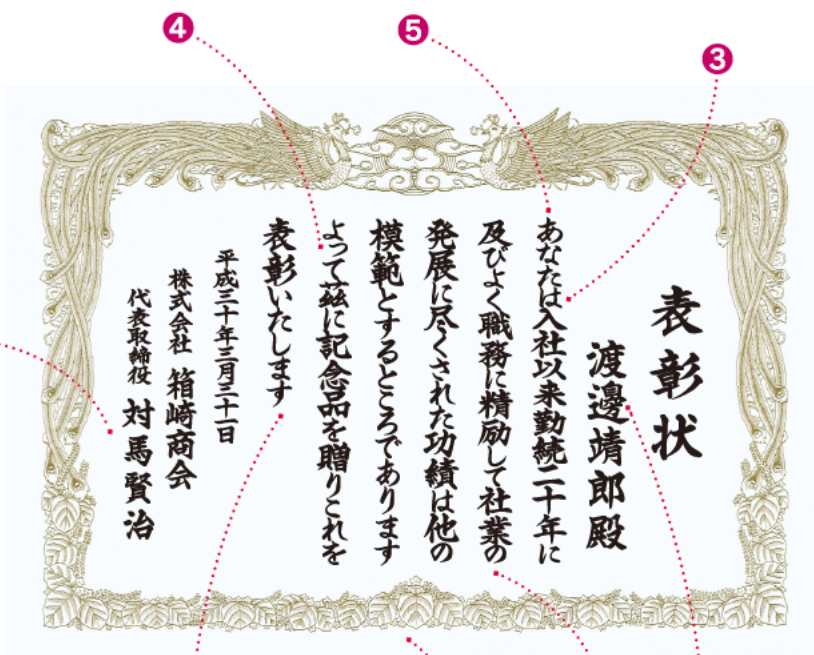 ❹
❺
❸
表彰状
渡邊靖郎殿
あなたは入社以来勤続二十年に
及びよく職務に精励して社業の
発展に尽くされた功績は他の
模範とするところであります
よって茲に記念品を贈りこれを
表彰いたします
平成三十年三月三十一日
株式会社 箱崎商会
代表取締役 対馬賢治